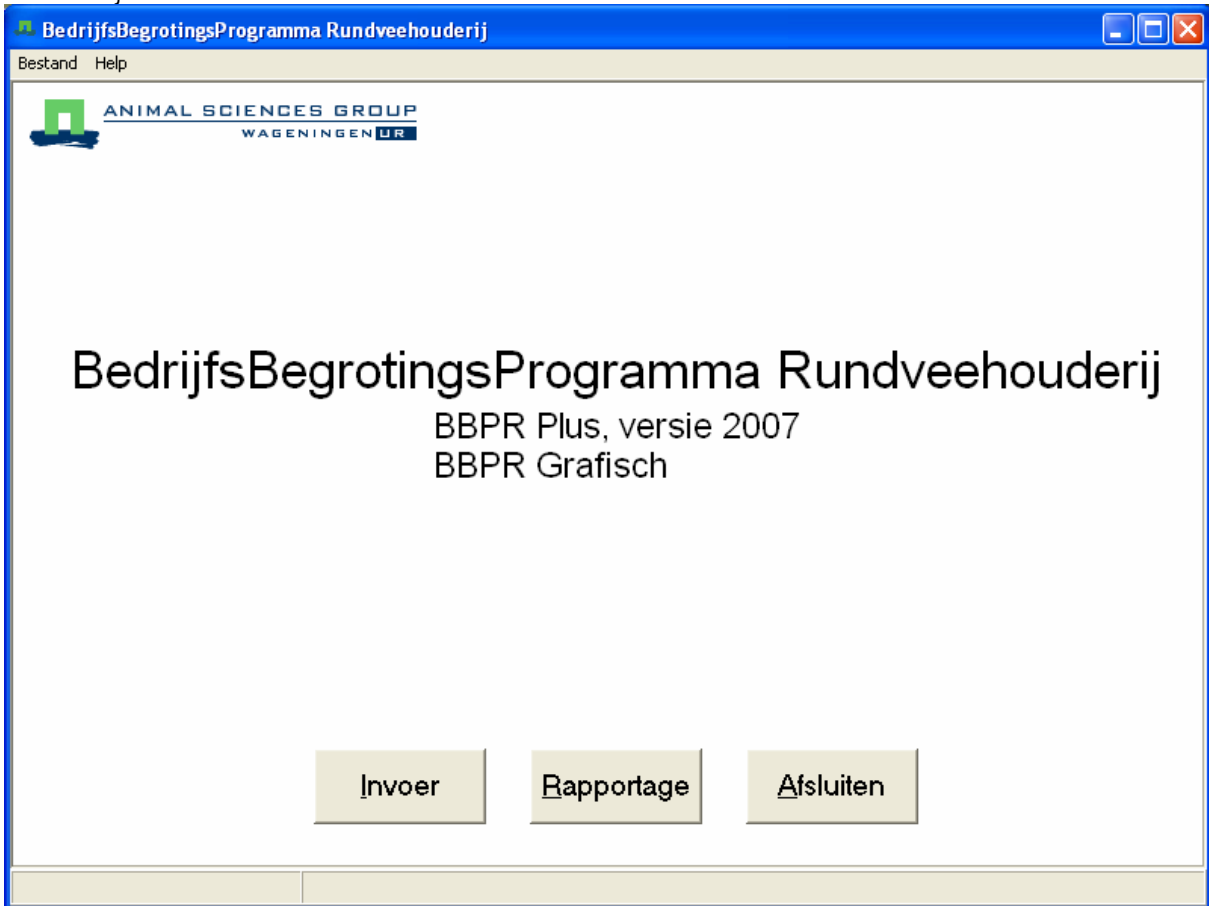 BedrijfsBegrotingsProgramma Rundveehouderij
Bestand Help
ANIMAL SCIENCES GROUP
WAGENINGEN UR
BedrijfsBegrotingsProgramma Rundveehouderij
BBPR Plus, versie 2007
BBPR Grafisch
Invoer Rapportage Afsluiten